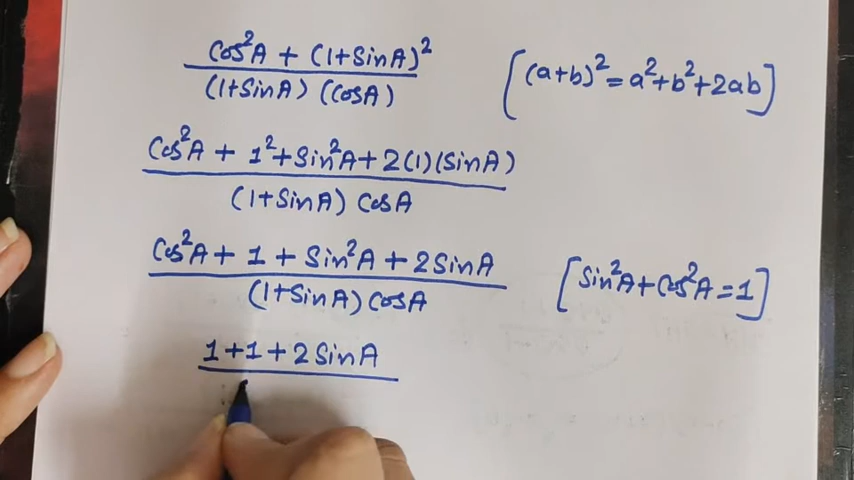 Cos²A + (1+SinA)² [(a+b)² = a²+b²+2ab]
(1+SinA) (CosA)
Cos²A + 1² + Sin²A + 2(1)(SinA)
(1+SinA) CosA
Cos²A + 1 + Sin²A + 2SinA [Sin²A + Cos²A = 1]
(1+SinA) CosA
1+1+2SinA